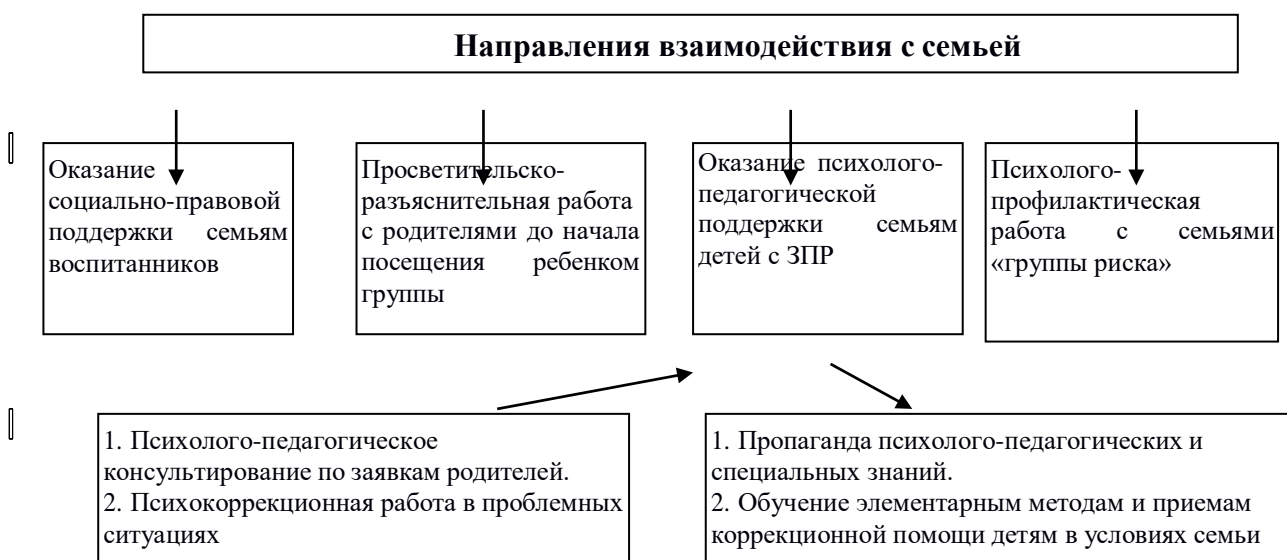 Направления взаимодействия с семьей
Оказание
социально-правовой
поддержки семьям
воспитанников
Просветительско-
разъяснительная работа
с родителями до начала
посещения ребенком
группы
Оказание психолого-
педагогической
поддержки семьям
детей с ЗПР
Психолого-
профилактическая
работа с семьями
«группы риска»
1. Психолого-педагогическое
консультирование по заявкам родителей.
2. Психокоррекционная работа в проблемных
ситуациях
1. Пропаганда психолого-педагогических и
специальных знаний.
2. Обучение элементарным методам и приемам
коррекционной помощи детям в условиях семьи